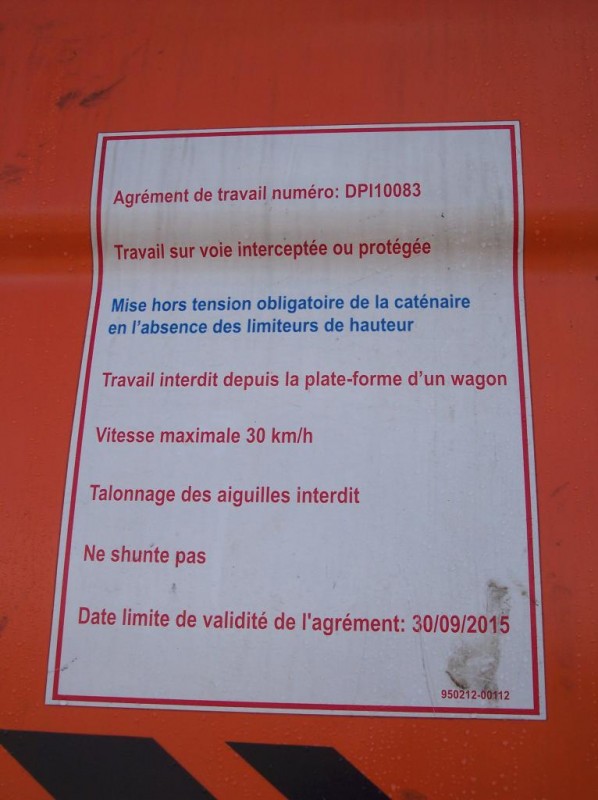 Agrément de travail numéro: DPI10083
Travail sur voie interceptée ou protégée
Mise hors tension obligatoire de la caténaire
en l'absence des limiteurs de hauteur
Travail interdit depuis la plate-forme d'un wagon
Vitesse maximale 30 km/h
Talonnage des aiguilles interdit
Ne shunte pas
Date limite de validité de l'agrément: 30/09/2015
950212-00112